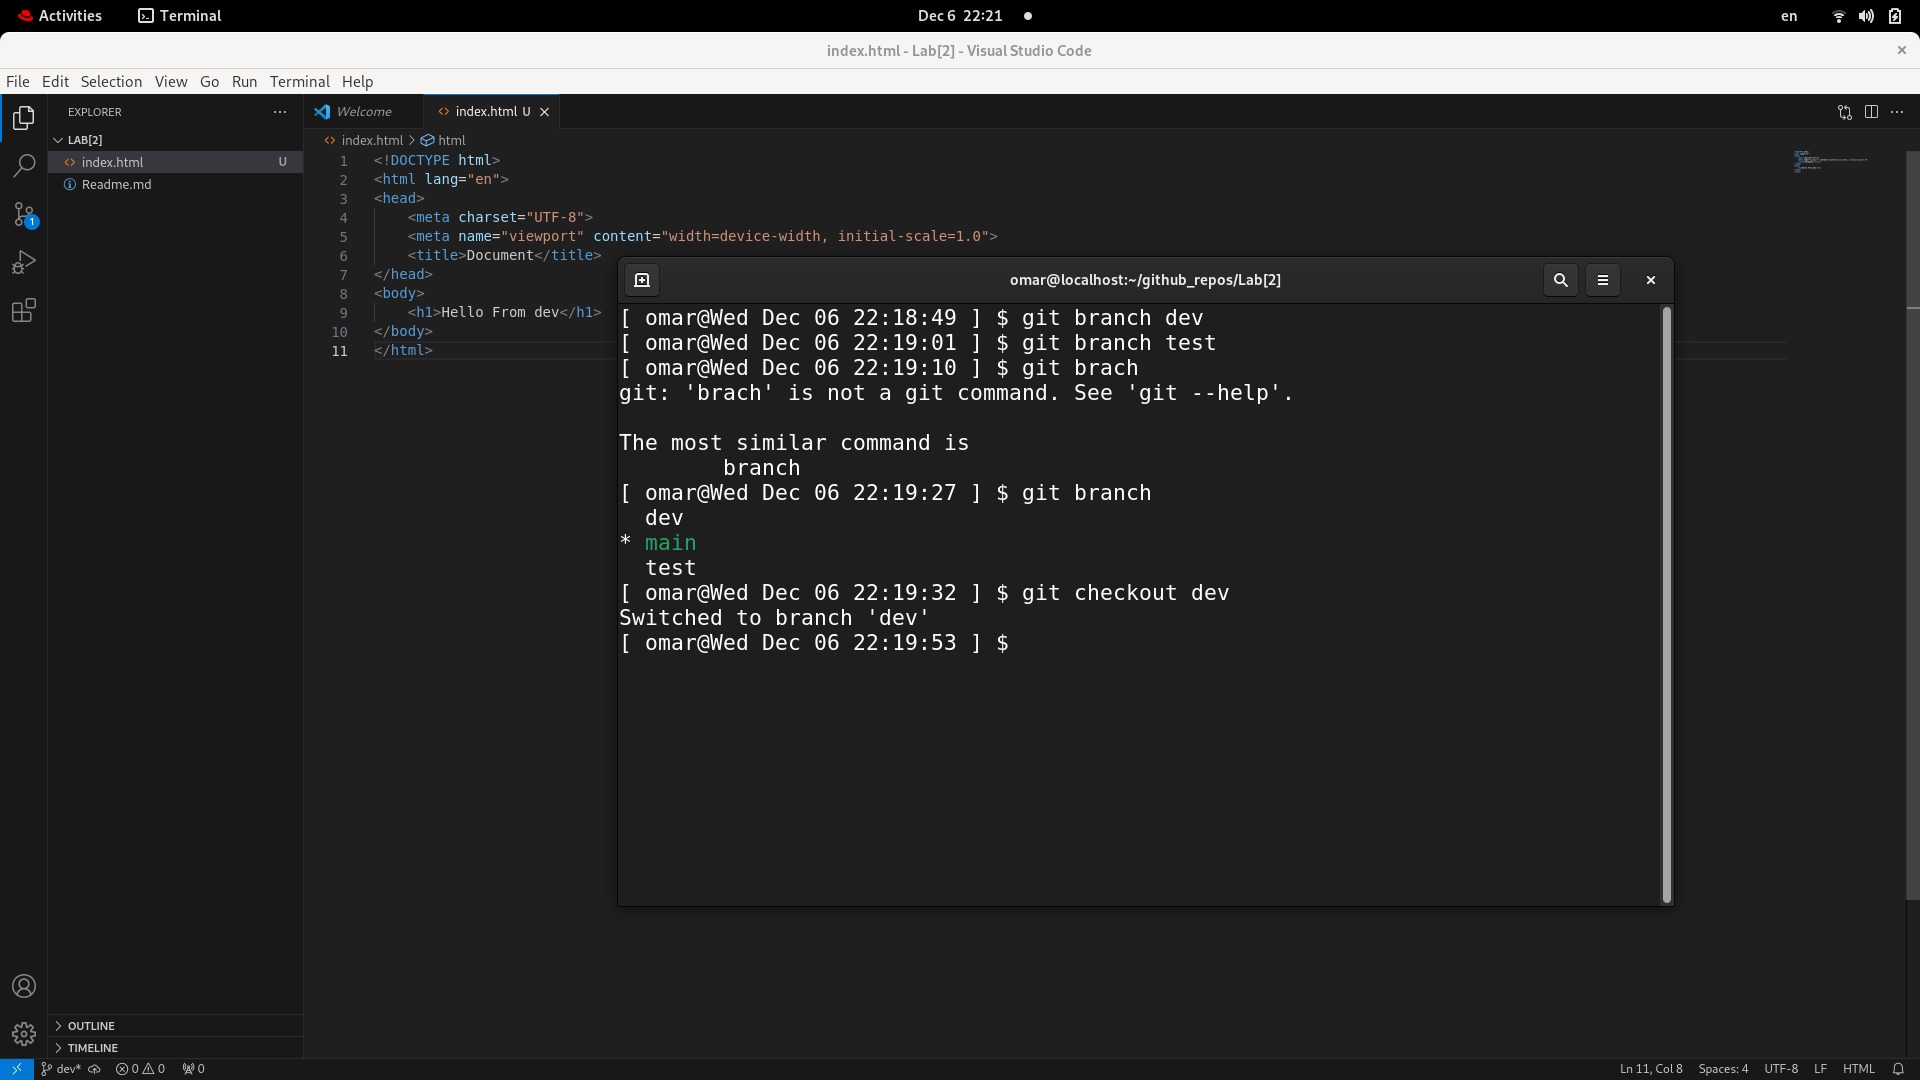 Activities
Terminal
Dec 6 22:21
en
index.html - Lab[2] - Visual Studio Code
File Edit Selection View Go Run Terminal Help
EXPLORER
LAB[2]
index.html U
Readme.md
1
Welcome
index.html U
index.html > html
1 <!DOCTYPE html>
2 <html lang="en">
3 <head>
4 <meta charset="UTF-8">
5 <meta name="viewport" content="width=device-width, initial-scale=1.0">
6 <title>Document</title>
7 </head>
8 <body>
9 <h1>Hello From dev</h1>
10 </body>
11 </html>
omar@localhost:~/github_repos/Lab[2]
[ omar@Wed Dec 06 22:18:49 ] $ git branch dev
[ omar@Wed Dec 06 22:19:01 ] $ git branch test
[ omar@Wed Dec 06 22:19:10 ] $ git brach
git: 'brach' is not a git command. See 'git --help'.
The most similar command is
branch
[ omar@Wed Dec 06 22:19:27 ] $ git branch
dev
* main
test
[ omar@Wed Dec 06 22:19:32 ] $ git checkout dev
Switched to branch 'dev'
[ omar@Wed Dec 06 22:19:53 ] $
OUTLINE
TIMELINE
dev* 0 0 0
Ln 11, Col 8 Spaces: 4 UTF-8 LF HTML